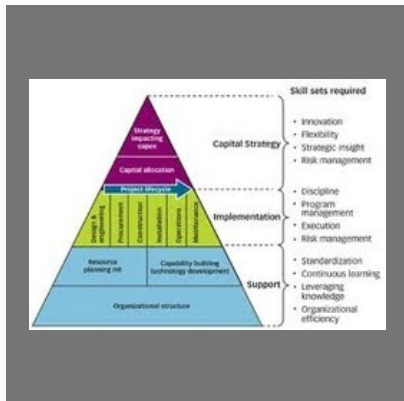 Skill sets required
Strategy
impacting
capex
Capital allocation
Capital Strategy
• Innovation
• Flexibility
• Strategic insight
• Risk management
Project lifecycle
Design &
engineering
Procurement
Construction
Installation
Operations
Maintenance
Implementation
• Discipline
• Program
management
• Execution
• Risk management
Resource
planning
Capability building
technology development
Organizational structure
Support
• Standardization
• Continuous learning
• Leveraging
knowledge
• Organizational
efficiency